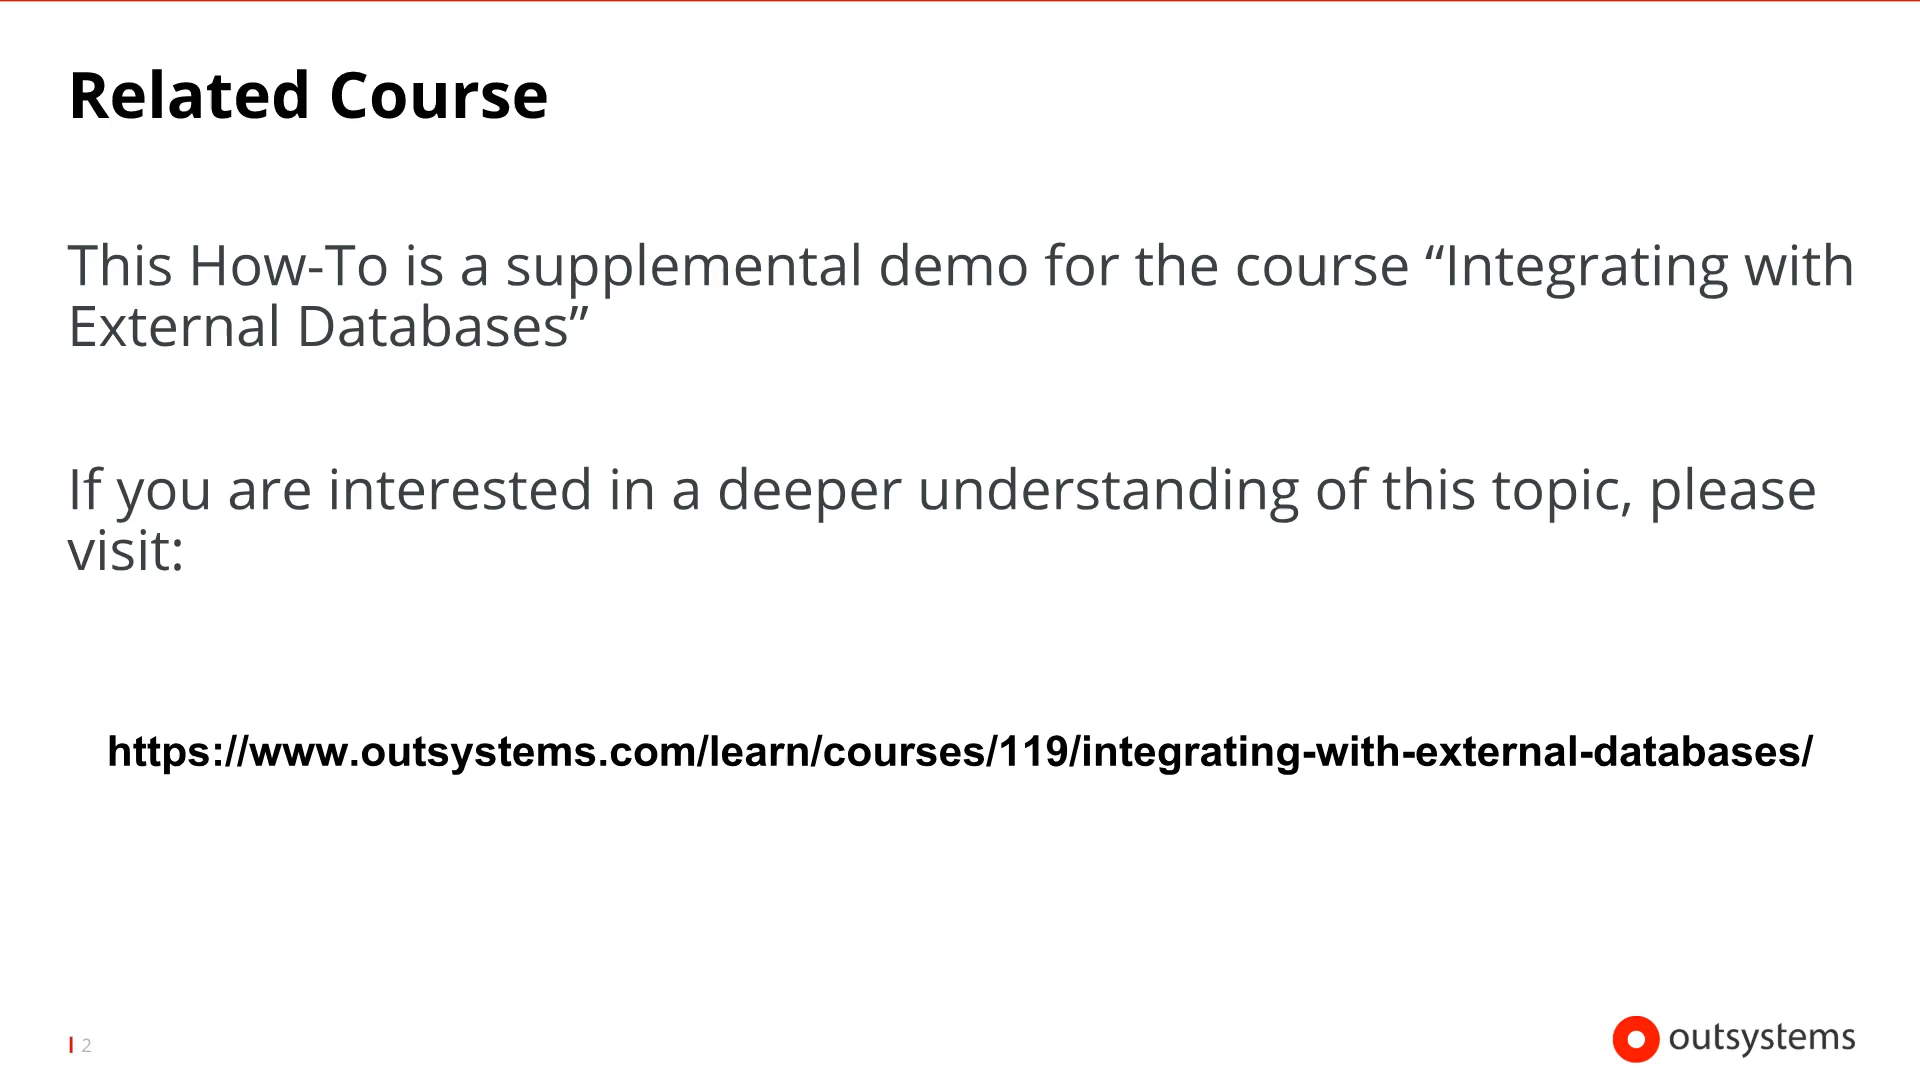 Related Course
This How-To is a supplemental demo for the course “Integrating with
External Databases”
If you are interested in a deeper understanding of this topic, please
visit:
https://www.outsystems.com/learn/courses/119/integrating-with-external-databases/
2
outsystems